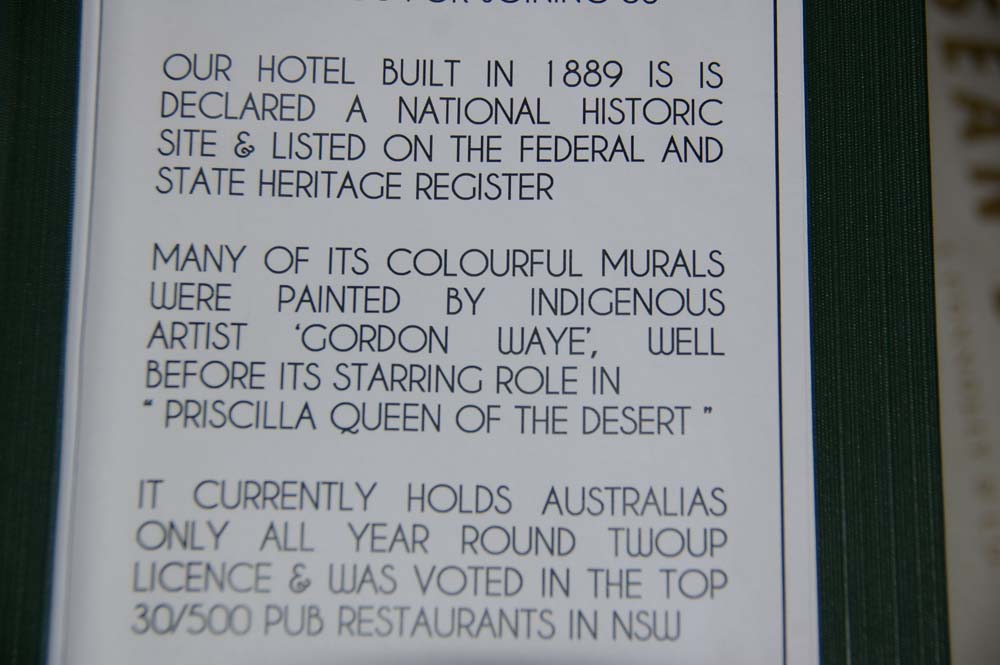 FOR JOINING US
OUR HOTEL BUILT IN 1889 IS IS
DECLARED A NATIONAL HISTORIC
SITE & LISTED ON THE FEDERAL AND
STATE HERITAGE REGISTER
MANY OF ITS COLOURFUL MURALS
WERE PAINTED BY INDIGENOUS
ARTIST ‘GORDON WAYE’, WELL
BEFORE ITS STARRING ROLE IN
“ PRISCILLA QUEEN OF THE DESERT ”
IT CURRENTLY HOLDS AUSTRALIAS
ONLY ALL YEAR ROUND TWOUP
LICENCE & WAS VOTED IN THE TOP
30/500 PUB RESTAURANTS IN NSW